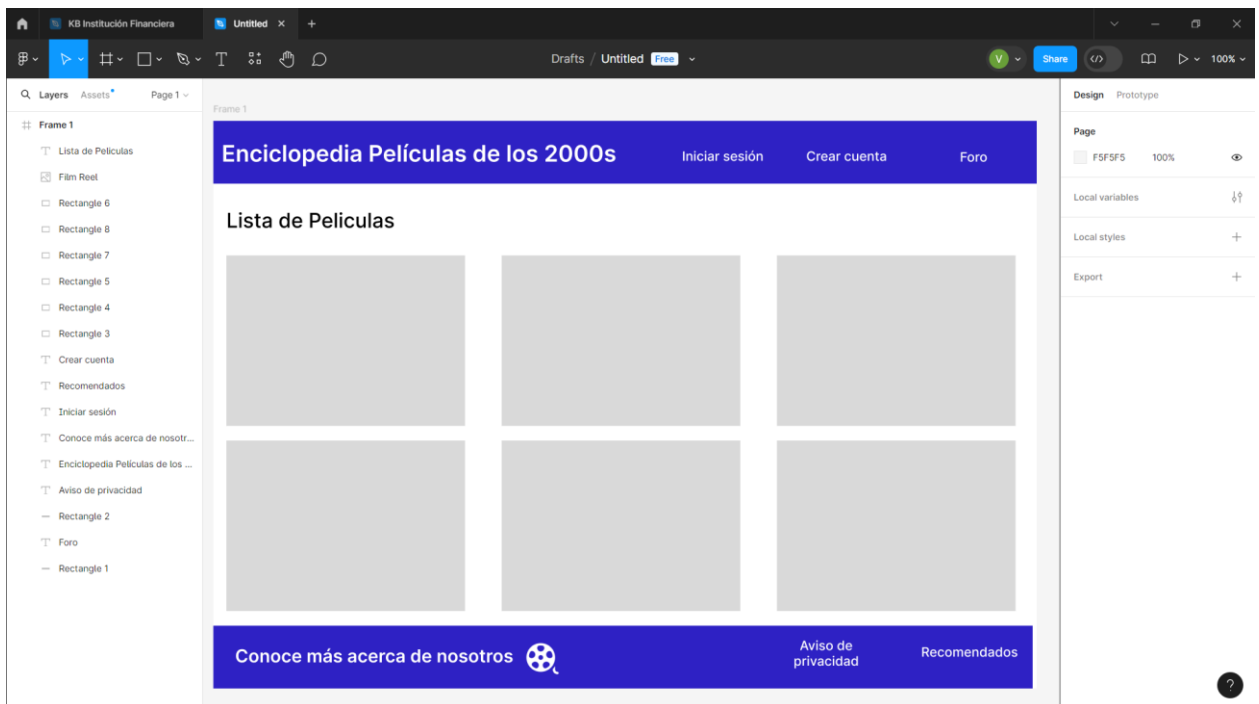 KB Institución Financiera
Untitled
Drafts / Untitled Free
V
Share
100%
Layers Assets Page 1
Frame 1
Lista de Peliculas
Film Reel
Rectangle 6
Rectangle 8
Rectangle 7
Rectangle 5
Rectangle 4
Rectangle 3
Crear cuenta
Recomendados
Iniciar sesión
Conoce más acerca de nosotr...
Enciclopedia Películas de los ...
Aviso de privacidad
Rectangle 2
Foro
Rectangle 1
Frame 1
Enciclopedia Películas de los 2000s
Iniciar sesión
Crear cuenta
Foro
Lista de Peliculas
Conoce más acerca de nosotros
Aviso de
privacidad
Recomendados
Design Prototype
Page
F5F5F5 100%
Local variables
Local styles
Export
?